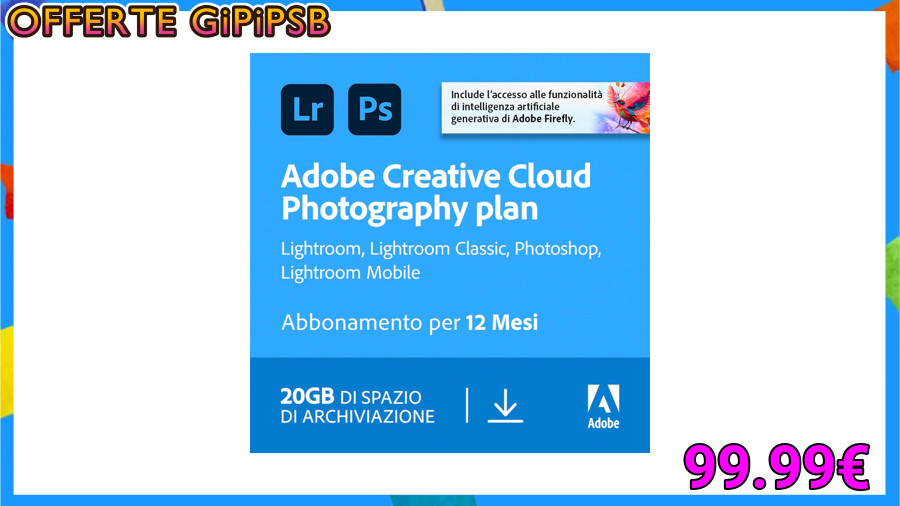 OFFERTE GiPiPSB
Lr Ps
Include l'accesso alle funzionalità
di intelligenza artificiale
generativa di Adobe Firefly.
Adobe Creative Cloud
Photography plan
Lightroom, Lightroom Classic, Photoshop,
Lightroom Mobile
Abbonamento per 12 Mesi
20GB DI SPAZIO
DI ARCHIVIAZIONE
Adobe
99.99€